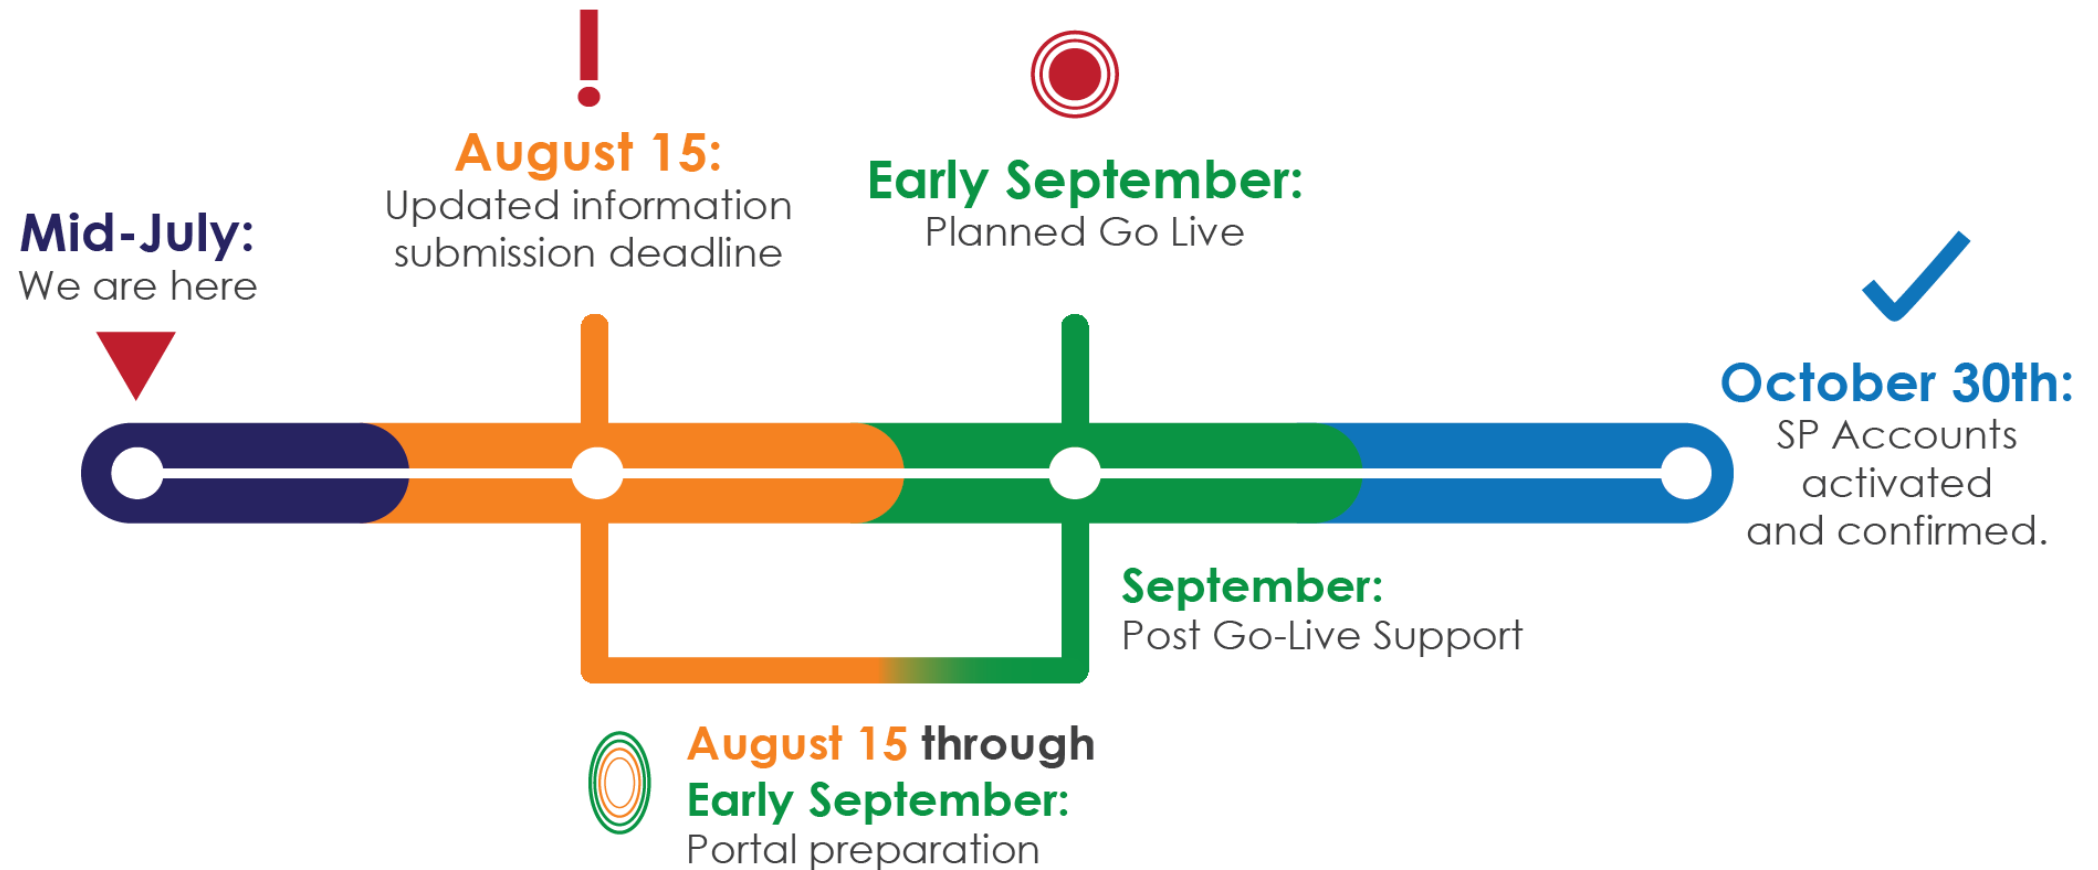 Mid-July:
We are here
August 15:
Updated information
submission deadline
Early September:
Planned Go Live
October 30th:
SP Accounts
activated
and confirmed.
September:
Post Go-Live Support
August 15 through
Early September:
Portal preparation